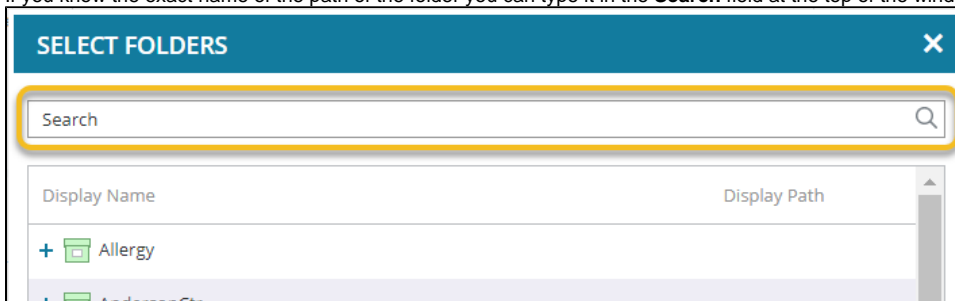 If you know the exact name of the path of the folder you can type it in the Search field at the top of the wind
SELECT FOLDERS
Search
Display Name Display Path
+ Allergy